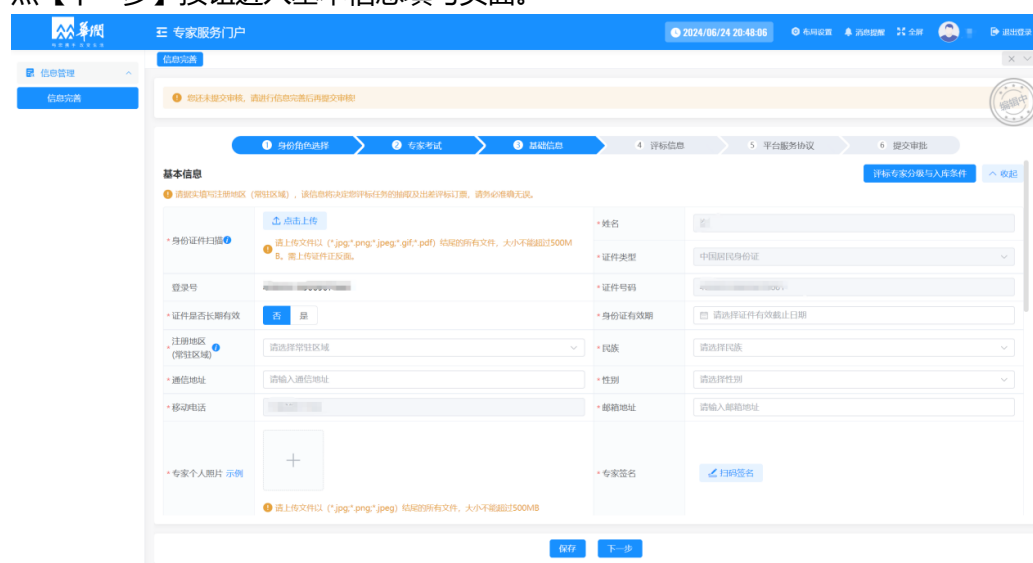 点【下一步】按钮进入基本信息填写页面。
华润
专家服务门户
2024/06/24 20:48:06
布局设置
消息提醒
全屏
退出登录
信息管理
信息完善
信息完善
您还未提交审核，请进行信息完善后再提交审核!
编辑中
1 身份角色选择
2 专家考试
3 基础信息
4 评标信息
5 平台服务协议
6 提交审批
基本信息
评标专家分级与入库条件
收起
请据实填写注册地区（常驻区域），该信息将决定您评标任务的抽取及出差评标订票，请务必准确无误。
*身份证件扫描
点击上传
请上传文件以（*.jpg;*.png;*.jpeg;*.gif;*.pdf）结尾的所有文件，大小不能超过500M
B。需上传证件正反面。
*姓名
*证件类型
中国居民身份证
登录号
*证件号码
*证件是否长期有效
否
是
*身份证有效期
请选择证件有效截止日期
*注册地区
(常驻区域)
请选择常驻区域
*民族
请选择民族
*通信地址
请输入通信地址
*性别
请选择性别
*移动电话
*邮箱地址
请输入邮箱地址
*专家个人照片 示例
请上传文件以（*.jpg;*.png;*.jpeg）结尾的所有文件，大小不能超过500MB
*专家签名
扫码签名
保存
下一步